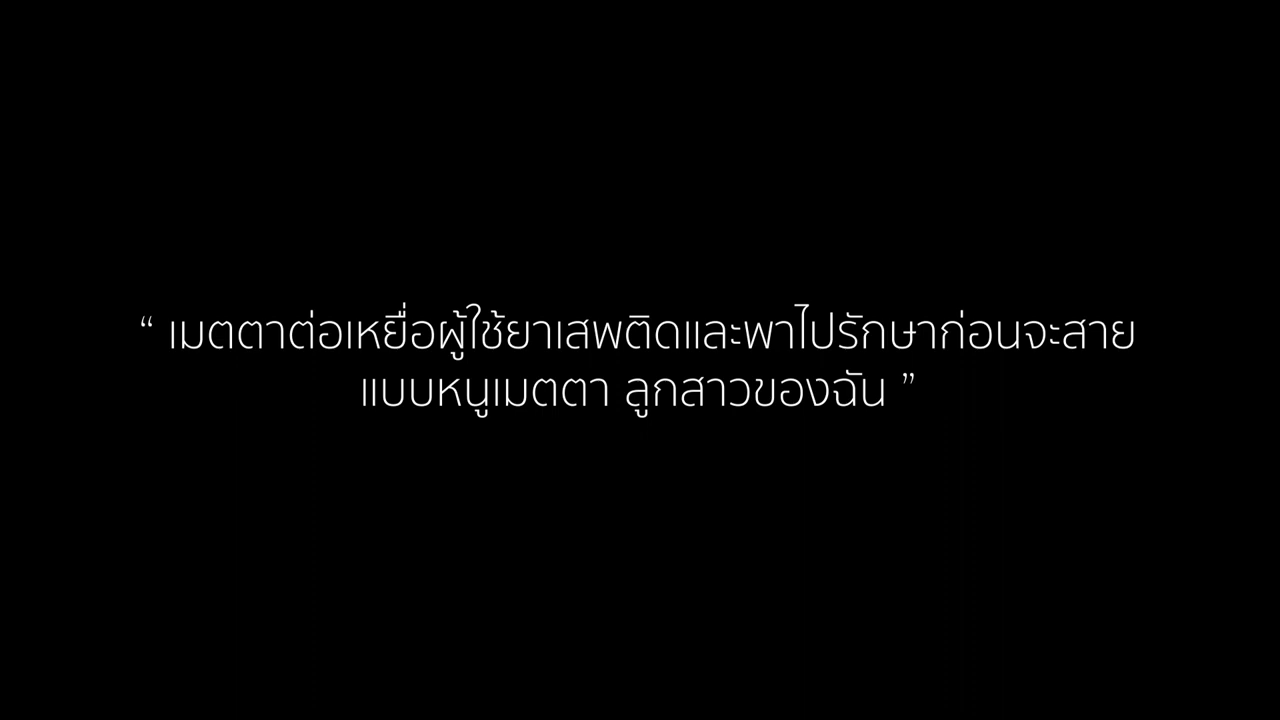 “ เมตตาต่อเหยื่อผู้ใช้ยาเสพติดและพาไปรักษาก่อนจะสาย
แบบหนูเมตตา ลูกสาวของฉัน ”